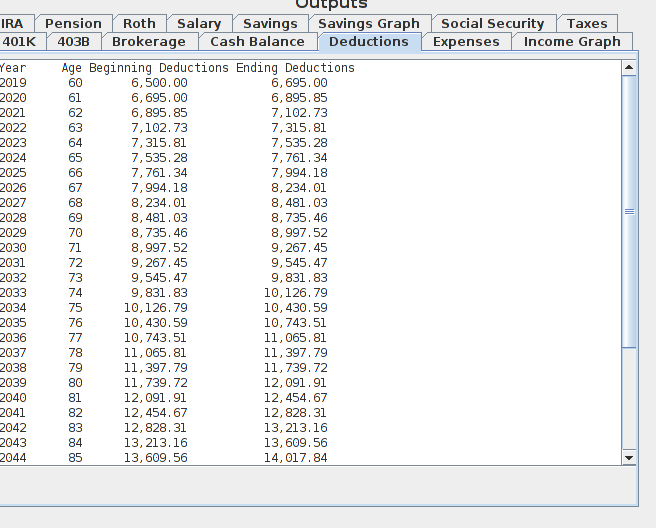 Outputs
IRA Pension Roth Salary Savings Savings Graph Social Security Taxes
401K 403B Brokerage Cash Balance Deductions Expenses Income Graph
Year Age Beginning Deductions Ending Deductions
2019 60 6,500.00 6,695.00
2020 61 6,695.00 6,895.85
2021 62 6,895.85 7,102.73
2022 63 7,102.73 7,315.81
2023 64 7,315.81 7,535.28
2024 65 7,535.28 7,761.34
2025 66 7,761.34 7,994.18
2026 67 7,994.18 8,234.01
2027 68 8,234.01 8,481.03
2028 69 8,481.03 8,735.46
2029 70 8,735.46 8,997.52
2030 71 8,997.52 9,267.45
2031 72 9,267.45 9,545.47
2032 73 9,545.47 9,831.83
2033 74 9,831.83 10,126.79
2034 75 10,126.79 10,430.59
2035 76 10,430.59 10,743.51
2036 77 10,743.51 11,065.81
2037 78 11,065.81 11,397.79
2038 79 11,397.79 11,739.72
2039 80 11,739.72 12,091.91
2040 81 12,091.91 12,454.67
2041 82 12,454.67 12,828.31
2042 83 12,828.31 13,213.16
2043 84 13,213.16 13,609.56
2044 85 13,609.56 14,017.84